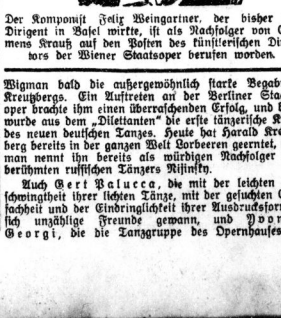 Der Komponist Felix Weingartner, der bisher
Dirigent in Basel wirkte, ist als Nachfolger von C
mens Krauß auf den Posten des künstlerischen Di
tors der Wiener Staatsoper berufen worden.
Wigman bald die außergewöhnlich starke Begab
Kreutzbergs. Ein Auftreten an der Berliner Sta
oper brachte ihm einen überraschenden Erfolg, und
wurde aus dem „Dilettanten" die erste tänzerische K
des neuen deutschen Tanzes. Heute hat Harald Kre
berg bereits in der ganzen Welt Lorbeeren geerntet,
man nennt ihn bereits als würdigen Nachfolger
berühmten russischen Tänzers Nijinsky.
Auch Gert Palucca, die mit der leichten
schwingtheit ihrer lichten Tänze, mit der gesuchten
fachheit und der Eindringlichkeit ihrer Ausdrucksfor
sich unzählige Freunde gewann, und Yvon
Georgi, die die Tanzgruppe des Opernhauses